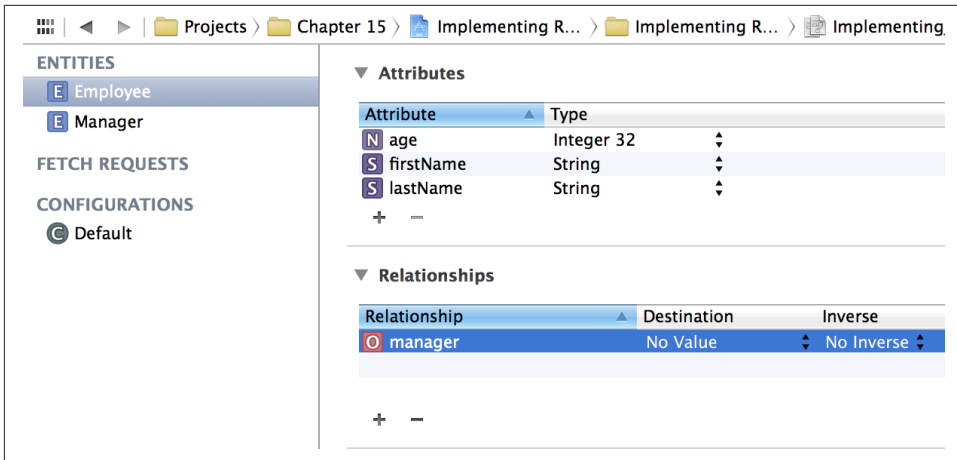 Projects Chapter 15 Implementing R... Implementing R... Implementing
ENTITIES
E Employee
E Manager
FETCH REQUESTS
CONFIGURATIONS
C Default
Attributes
Attribute Type
N age Integer 32
S firstName String
S lastName String
+ −
Relationships
Relationship Destination Inverse
O manager No Value No Inverse
+ −